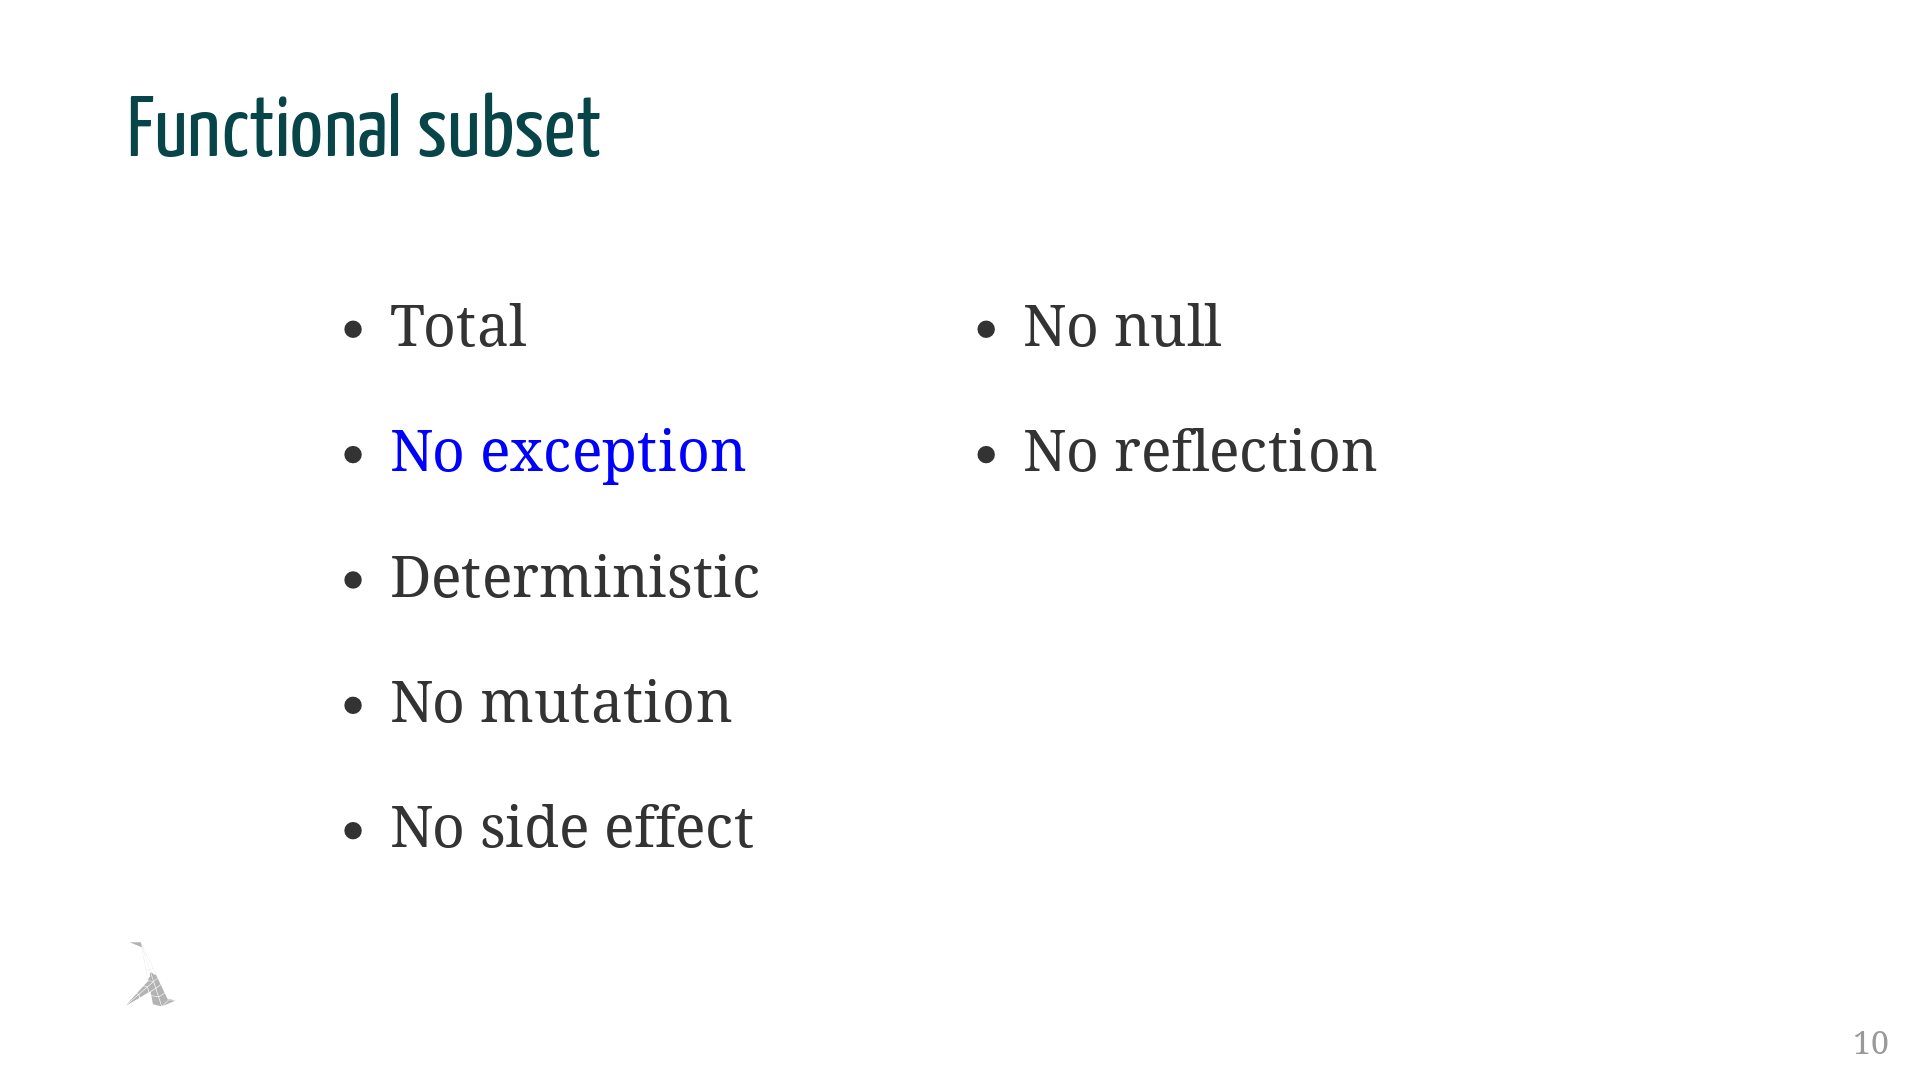 Functional subset
• Total
• No exception
• Deterministic
• No mutation
• No side effect
• No null
• No reflection
10